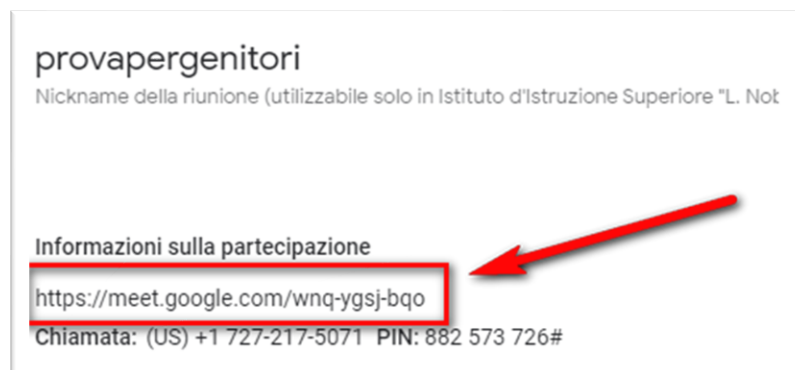 provapergenitori
Nickname della riunione (utilizzabile solo in Istituto d'Istruzione Superiore "L.
Informazioni sulla partecipazione
https://meet.google.com/wnq-ygsj-bqo
Chiamata: (US) +1 727-217-5071 PIN: 882 573 726#